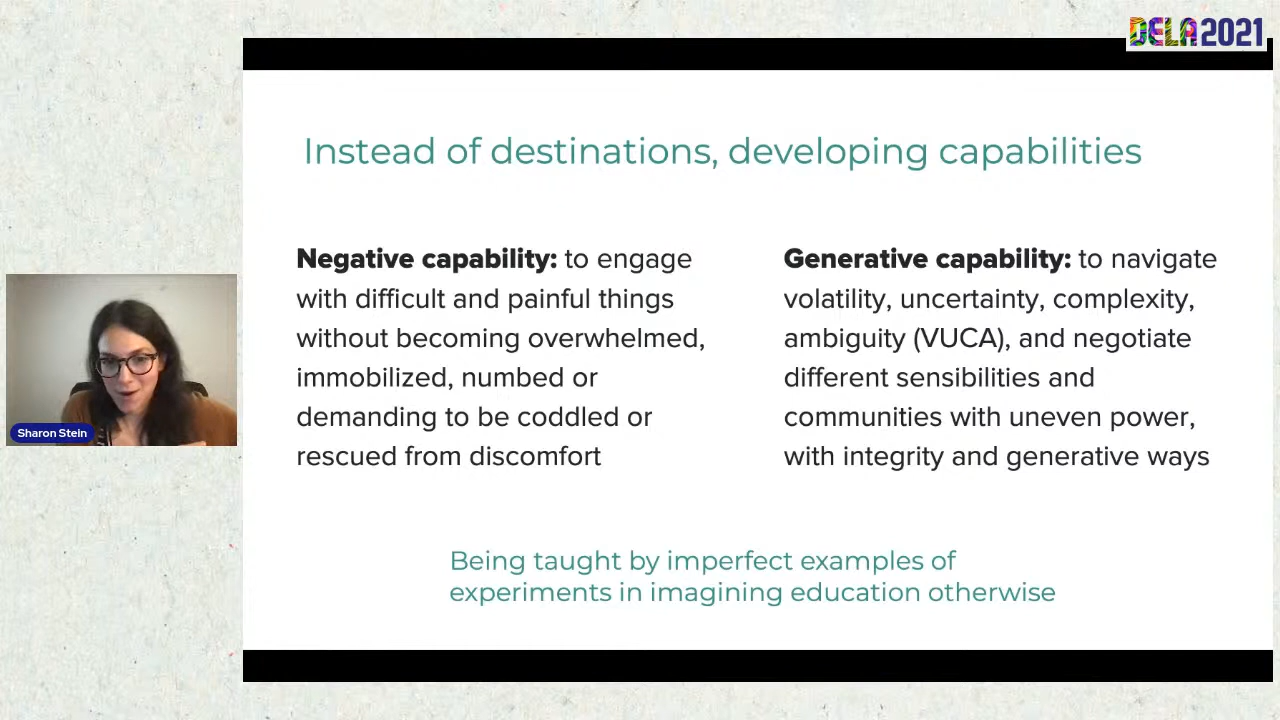 DELA 2021
Instead of destinations, developing capabilities
Negative capability: to engage
with difficult and painful things
without becoming overwhelmed,
immobilized, numbed or
demanding to be coddled or
rescued from discomfort
Generative capability: to navigate
volatility, uncertainty, complexity,
ambiguity (VUCA), and negotiate
different sensibilities and
communities with uneven power,
with integrity and generative ways
Sharon Stein
Being taught by imperfect examples of
experiments in imagining education otherwise